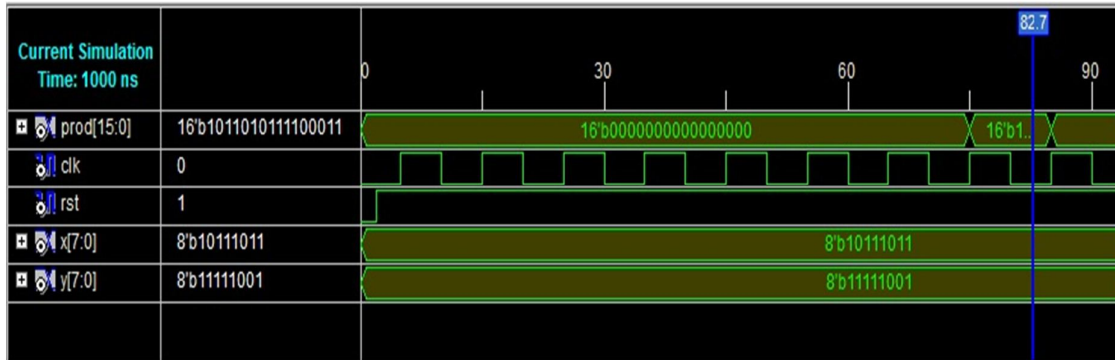 82.7
Current Simulation
Time: 1000 ns
0 30 60 90
prod[15:0] 16'b1011010111100011 16'b0000000000000000 16'b1..
clk 0
rst 1
x[7:0] 8'b10111011 8'b10111011
y[7:0] 8'b11111001 8'b11111001